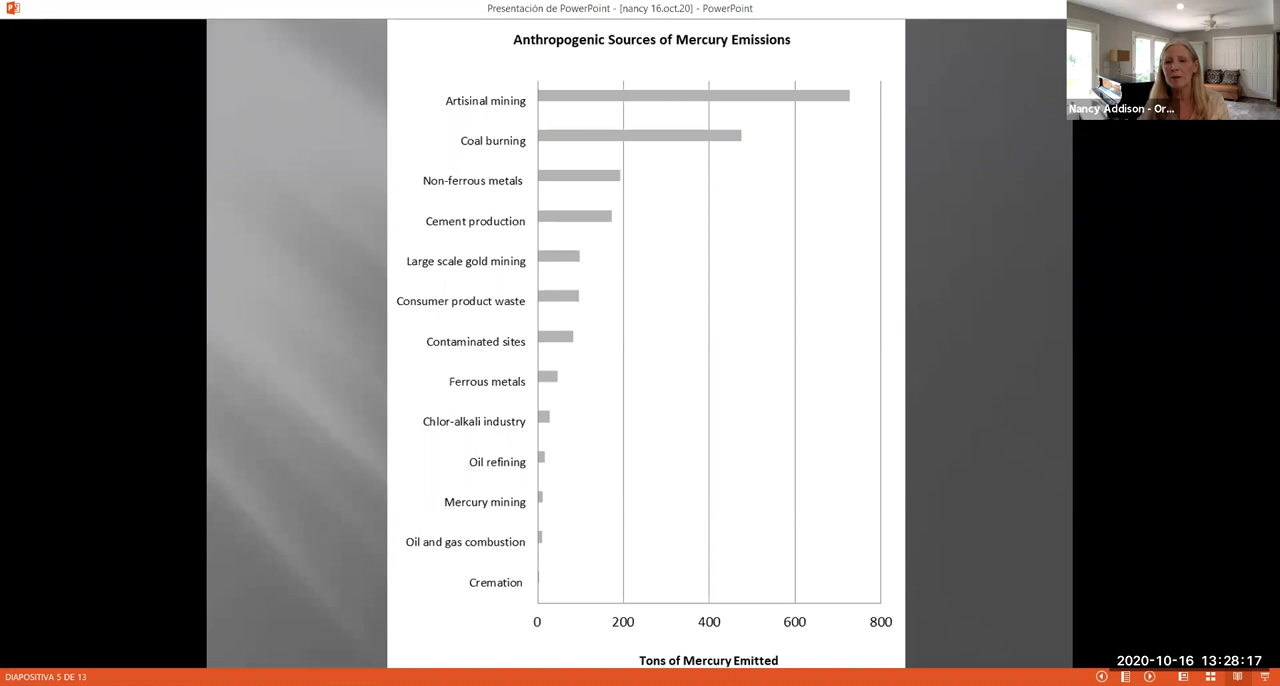 Presentación de PowerPoint - [nancy 16.oct.20] - PowerPoint
Anthropogenic Sources of Mercury Emissions
Artisinal mining
Coal burning
Non-ferrous metals
Cement production
Large scale gold mining
Consumer product waste
Contaminated sites
Ferrous metals
Chlor-alkali industry
Oil refining
Mercury mining
Oil and gas combustion
Cremation
0 200 400 600 800
Tons of Mercury Emitted
Nancy Addison - Or...
2020-10-16 13:28:17
DIAPOSITIVA 5 DE 13